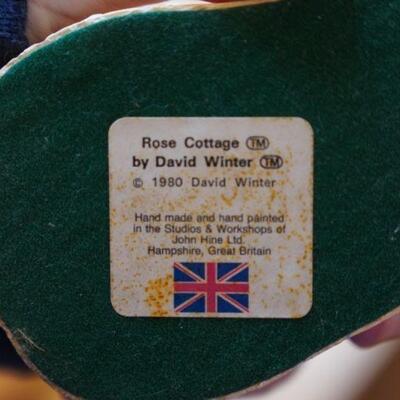 Rose Cottage ™
by David Winter ™
© 1980 David Winter
Hand made and hand painted
in the Studios & Workshops of
John Hine Ltd.
Hampshire, Great Britain